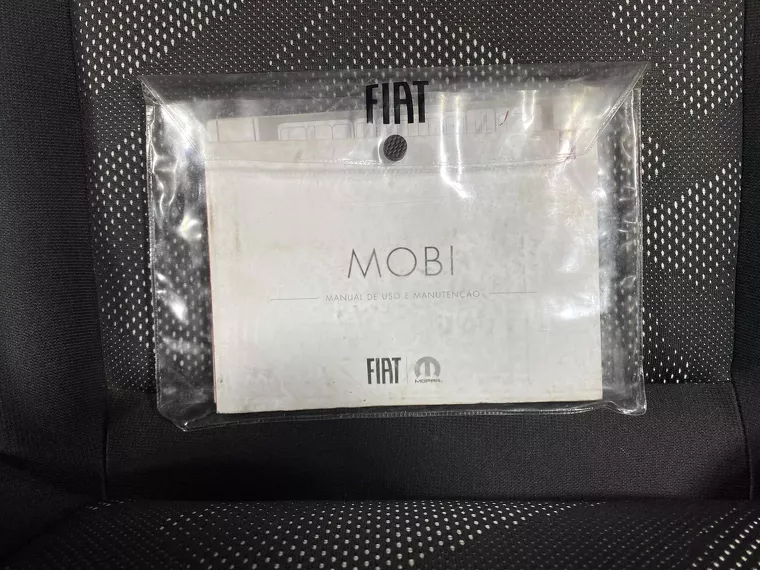 FIAT
MOBI
MANUAL DE USO E MANUTENÇÃO
FIAT MOPAR